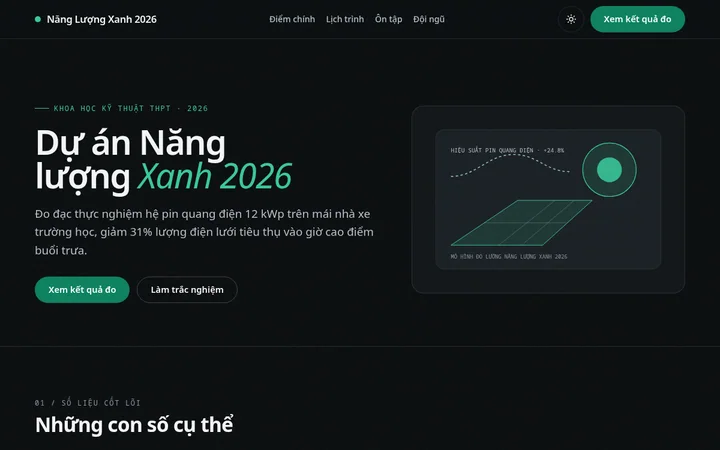 Năng Lượng Xanh 2026
Điểm chính Lịch trình Ôn tập Đội ngũ
Xem kết quả đo
KHOA HỌC KỸ THUẬT THPT · 2026
Dự án Năng
lượng Xanh 2026
Đo đạc thực nghiệm hệ pin quang điện 12 kWp trên mái nhà xe
trường học, giảm 31% lượng điện lưới tiêu thụ vào giờ cao điểm
buổi trưa.
Xem kết quả đo
Làm trắc nghiệm
HIỆU SUẤT PIN QUANG ĐIỆN · +24.8%
MÔ HÌNH ĐO LƯỜNG NĂNG LƯỢNG XANH 2026
01 / SỐ LIỆU CỐT LÕI
Những con số cụ thể